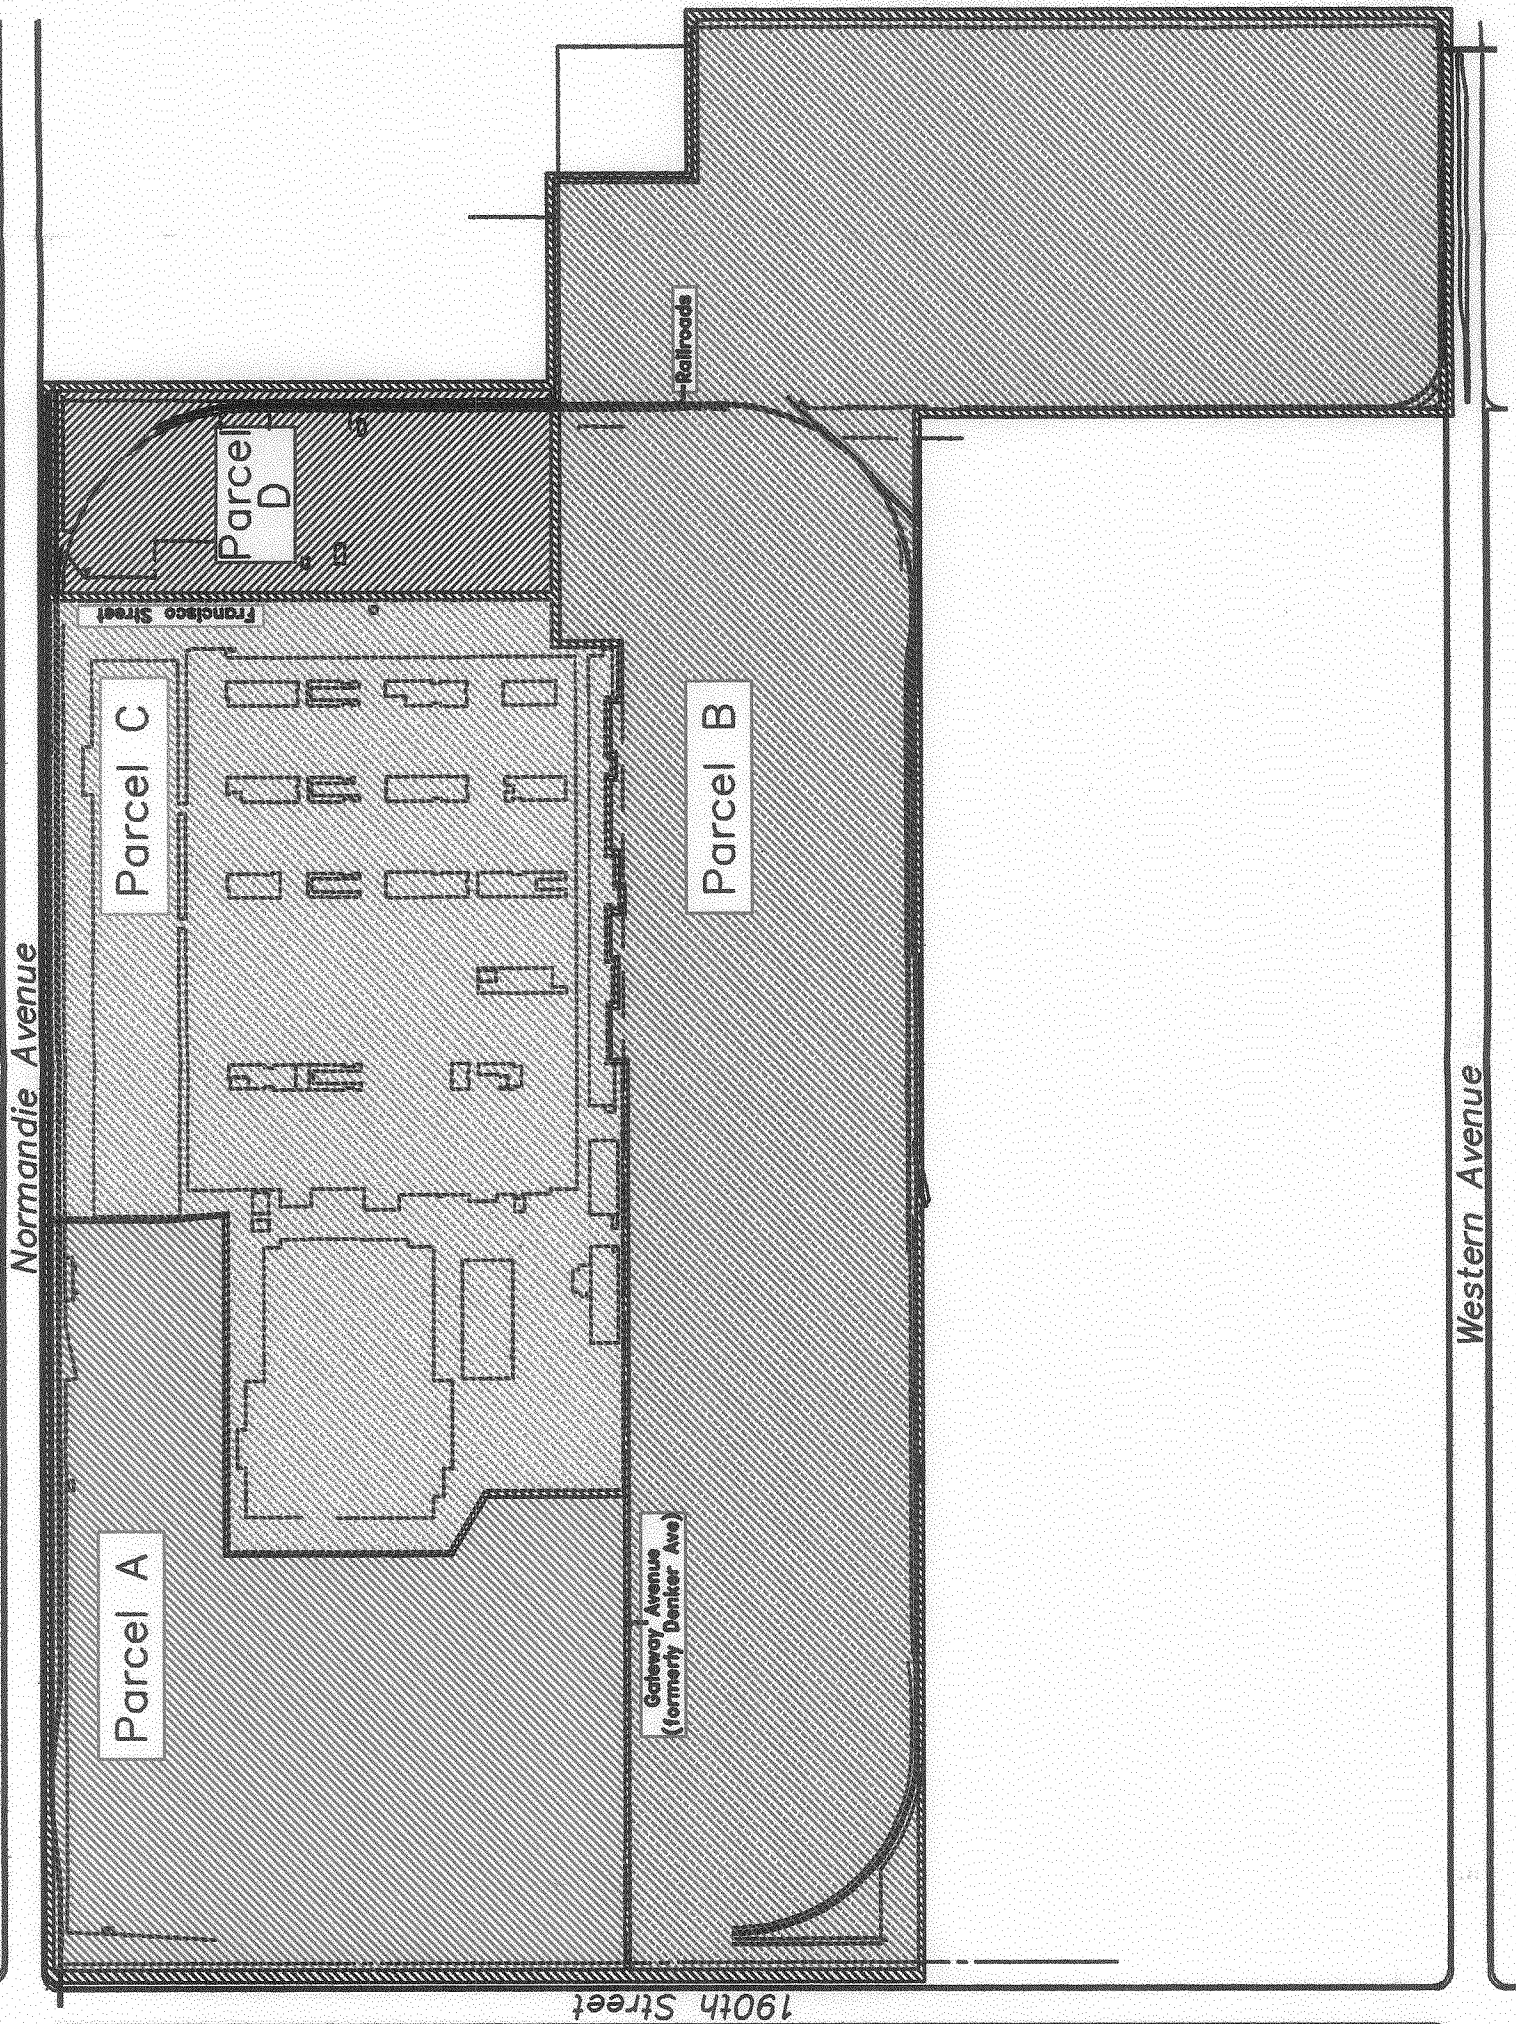 Normandie Avenue
Parcel
D
Francisco Street
Parcel C
Parcel B
Parcel A
Railroads
Gateway Avenue
(formerly Denker Ave)
Western Avenue
190th Street